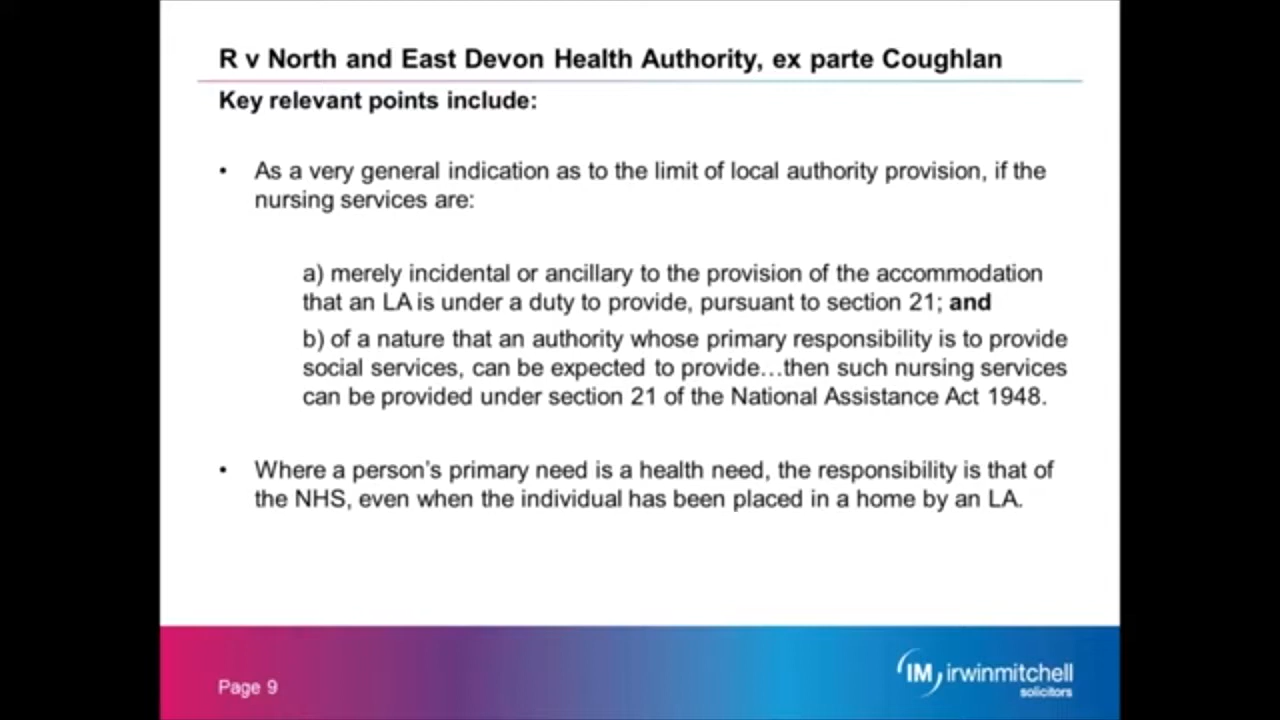 R v North and East Devon Health Authority, ex parte Coughlan
Key relevant points include:
• As a very general indication as to the limit of local authority provision, if the
nursing services are:
a) merely incidental or ancillary to the provision of the accommodation
that an LA is under a duty to provide, pursuant to section 21; and
b) of a nature that an authority whose primary responsibility is to provide
social services, can be expected to provide…then such nursing services
can be provided under section 21 of the National Assistance Act 1948.
• Where a person’s primary need is a health need, the responsibility is that of
the NHS, even when the individual has been placed in a home by an LA.
Page 9
IM irwinmitchell
solicitors